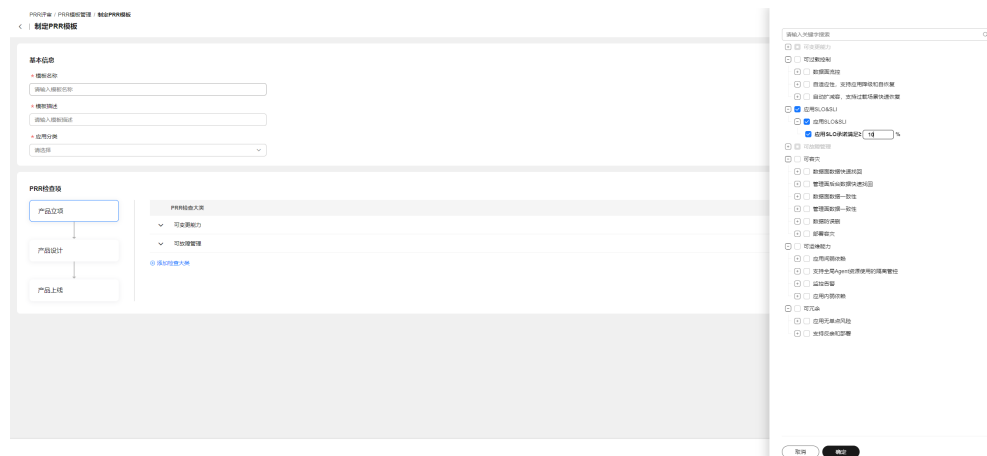 PRR评审 / PRR模板管理 / 制定PRR模板
制定PRR模板
基本信息
* 模板名称
请输入模板名称
* 模板描述
请输入模板描述
* 应用分类
请选择
PRR检查项
产品立项
产品设计
产品上线
PRR检查大类
可变更能力
可故障管理
添加检查大类
请输入关键字搜索
可变更能力
可过载控制
数据面流控
自适应性，支持应用降级和自恢复
自动扩减容，支持过载场景快速恢复
应用SLO&SLI
应用SLO&SLI
应用SLO承诺满足≥ 10 %
可故障管理
可容灾
数据面数据快速找回
管理面后台数据快速找回
数据面数据一致性
管理面数据一致性
数据防误删
部署容灾
可运维能力
应用间弱依赖
支持全局Agent资源使用的隔离管控
监控告警
应用内弱依赖
可冗余
应用无单点风险
支持反亲和部署
取消
确定